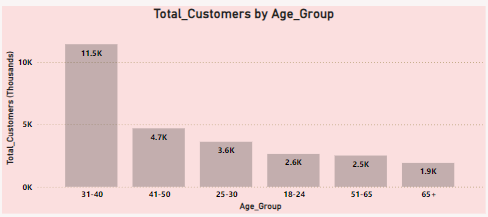 Total_Customers by Age_Group
Total_Customers (Thousands)
10K
5K
0K
11.5K
4.7K
3.6K
2.6K
2.5K
1.9K
31-40 41-50 25-30 18-24 51-65 65+
Age_Group